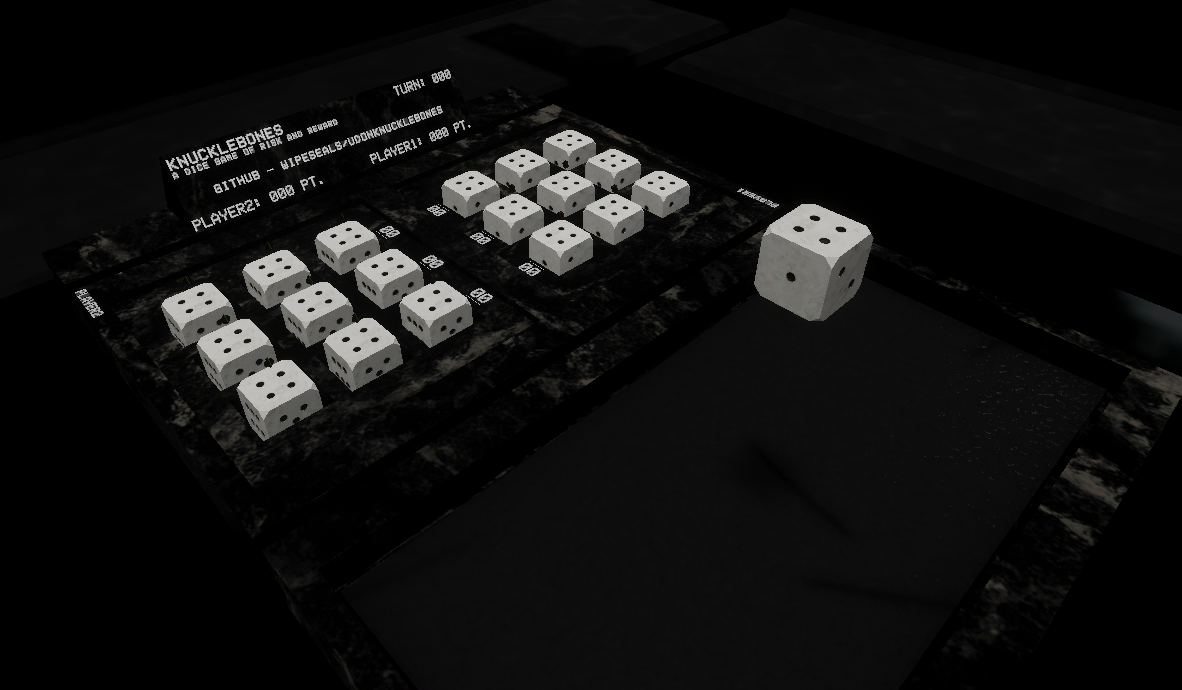 TURN: 000
KNUCKLEBONES
A DICE GAME OF RISK AND REWARD
GITHUB - WIPESEALS/UDONKNUCKLEBONES
PLAYER2: 000 PT.
PLAYER1: 000 PT.
00
00
00
00
00
00
PLAYER2